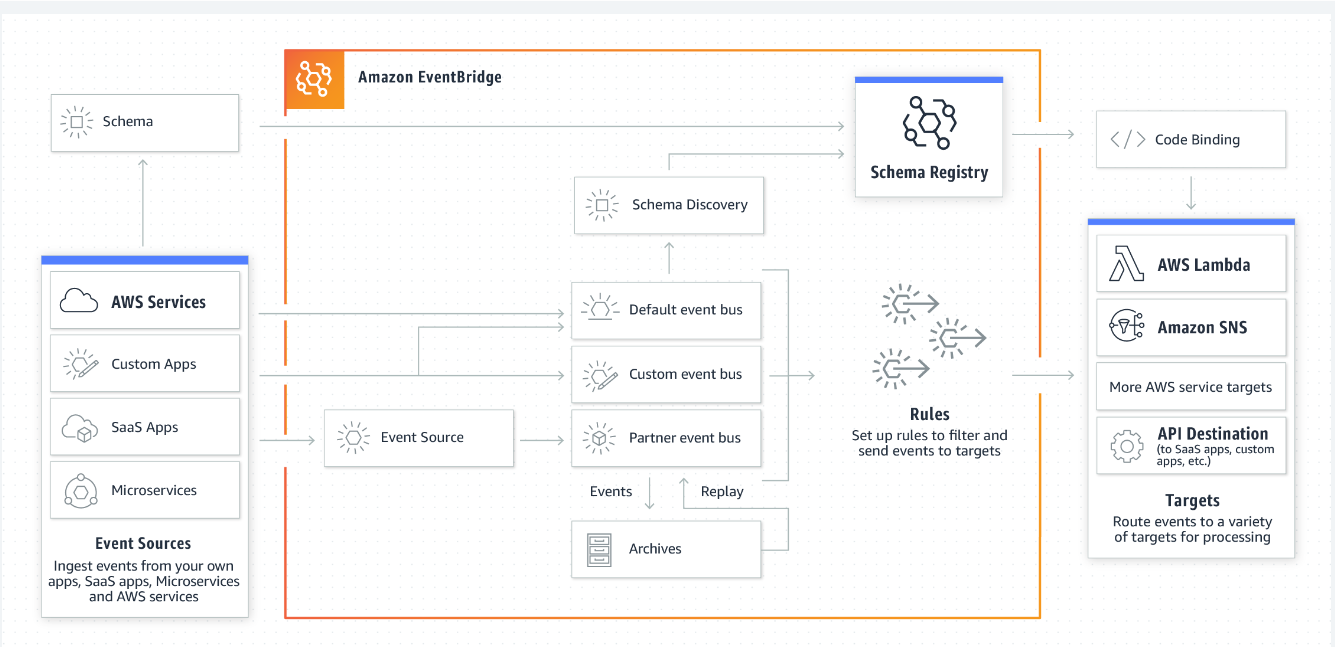 Amazon EventBridge
Schema
Schema Registry
Code Binding
Schema Discovery
AWS Services
Custom Apps
SaaS Apps
Microservices
Event Sources
Ingest events from your own
apps, SaaS apps, Microservices
and AWS services
Event Source
Default event bus
Custom event bus
Partner event bus
Events
Replay
Archives
Rules
Set up rules to filter and
send events to targets
AWS Lambda
Amazon SNS
More AWS service targets
API Destination
(to SaaS apps, custom
apps, etc.)
Targets
Route events to a variety
of targets for processing